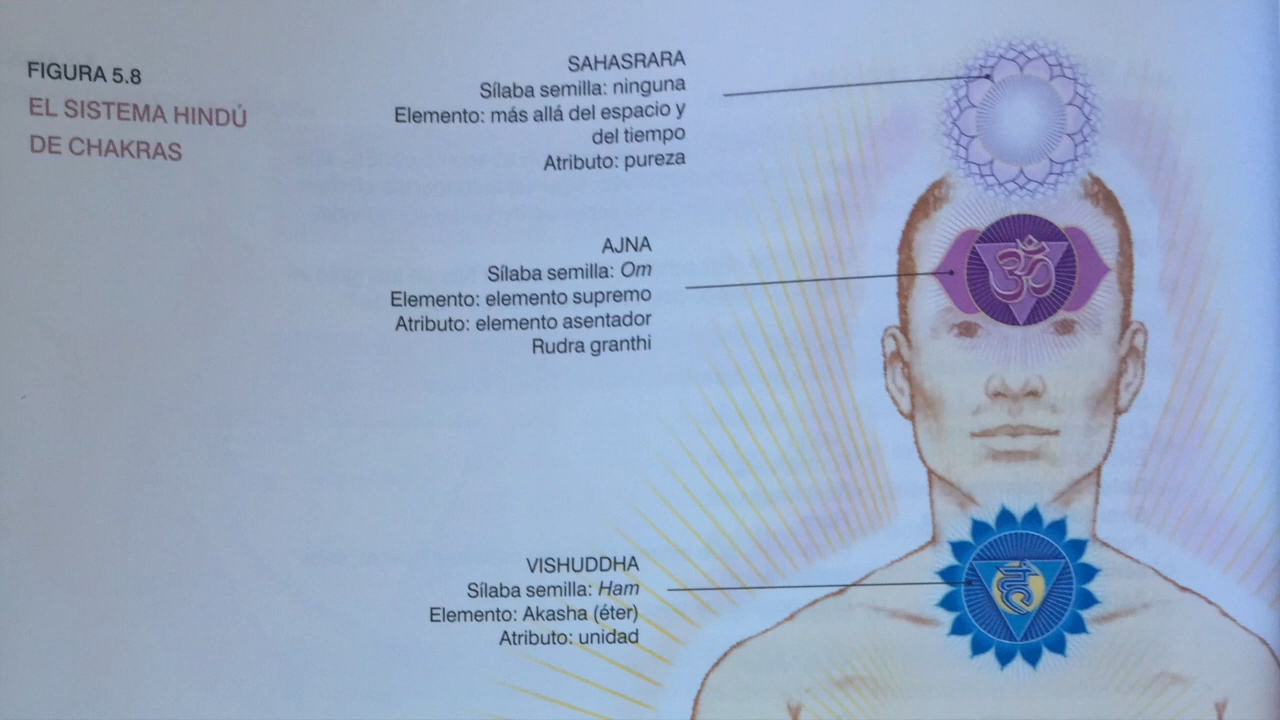 FIGURA 5.8
EL SISTEMA HINDÚ
DE CHAKRAS
SAHASRARA
Sílaba semilla: ninguna
Elemento: más allá del espacio y
del tiempo
Atributo: pureza
AJNA
Sílaba semilla: Om
Elemento: elemento supremo
Atributo: elemento asentador
Rudra granthi
ॐ
VISHUDDHA
Sílaba semilla: Ham
Elemento: Akasha (éter)
Atributo: unidad
हं